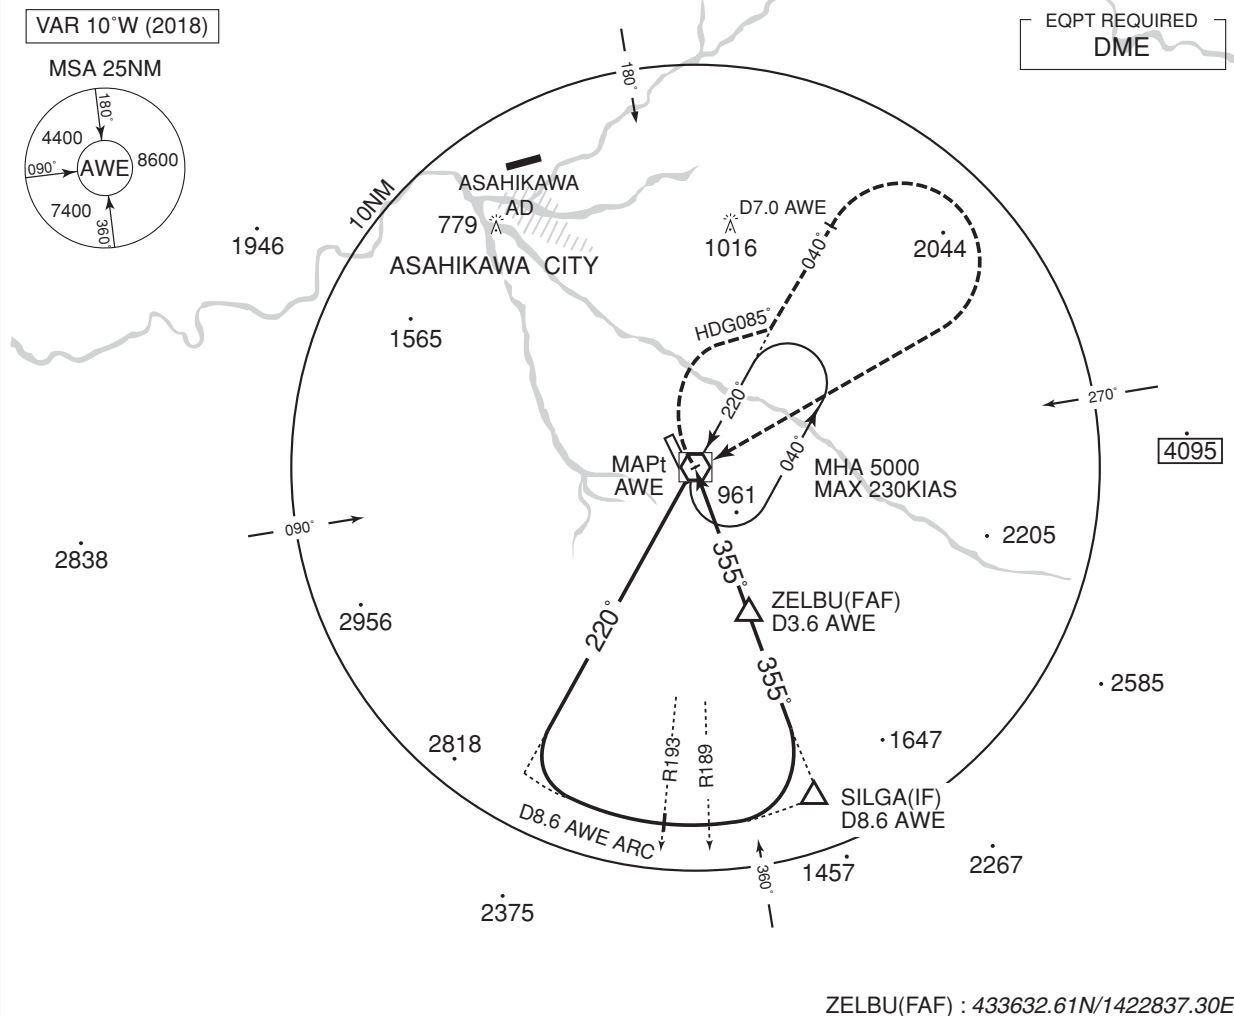 VAR 10°W (2018)
EQPT REQUIRED
DME
MSA 25NM
180°
4400
AWE
8600
090°
7400
360°
180°
10NM
ASAHIKAWA
AD
779
ASAHIKAWA CITY
D7.0 AWE
1016
040°
2044
1946
1565
HDG085°
220°
040°
270°
4095
MAPt
AWE
961
MHA 5000
MAX 230KIAS
090°
2838
2205
355°
ZELBU(FAF)
D3.6 AWE
2956
220°
355°
2585
2818
R193
R189
1647
SILGA(IF)
D8.6 AWE
D8.6 AWE ARC
360°
1457
2267
2375
ZELBU(FAF) : 433632.61N/1422837.30E